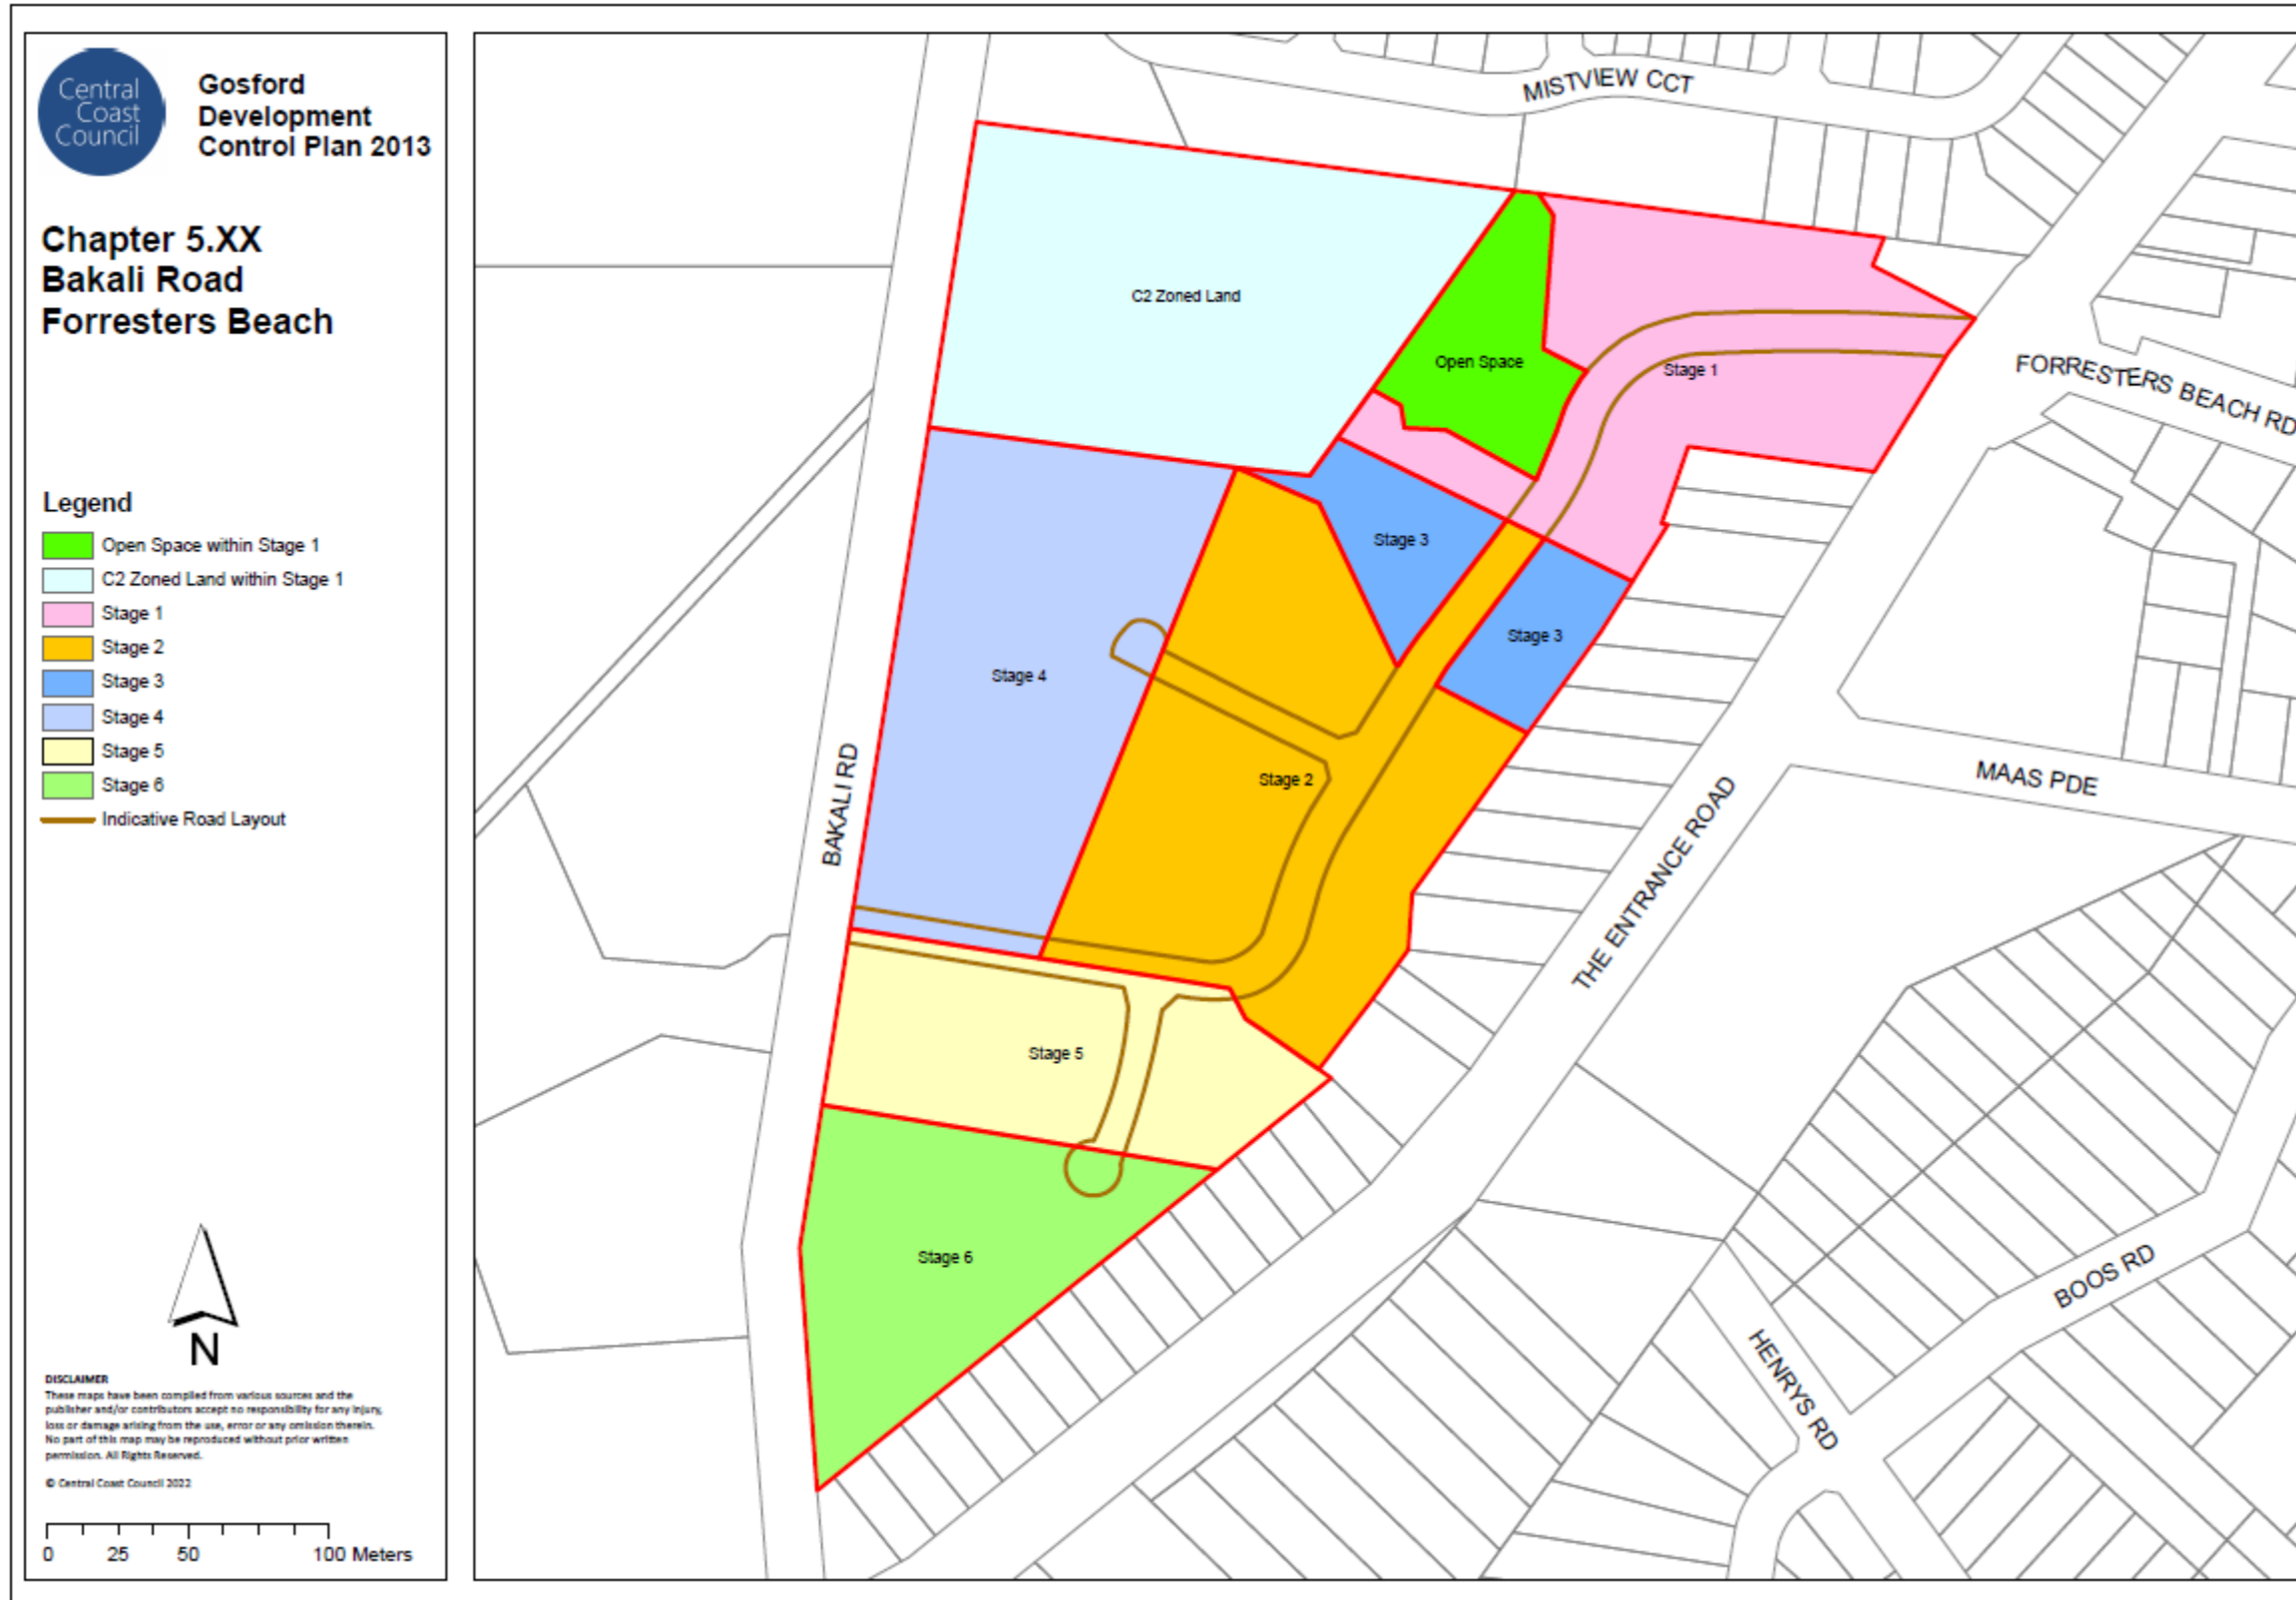 Central
Coast
Council
Gosford
Development
Control Plan 2013
Chapter 5.XX
Bakali Road
Forresters Beach
Legend
Open Space within Stage 1
C2 Zoned Land within Stage 1
Stage 1
Stage 2
Stage 3
Stage 4
Stage 5
Stage 6
Indicative Road Layout
N
DISCLAIMER
These maps have been compiled from various sources and the
publisher and/or contributors accept no responsibility for any injury,
loss or damage arising from the use, error or any omission therein.
No part of this map may be reproduced without prior written
permission. All Rights Reserved.
© Central Coast Council 2022
0 25 50 100 Meters
MISTVIEW CCT
C2 Zoned Land
Open Space
Stage 1
FORRESTERS BEACH RD
Stage 3
Stage 3
Stage 4
Stage 2
BAKALI RD
MAAS PDE
THE ENTRANCE ROAD
Stage 5
Stage 6
BOOS RD
HENRYS RD